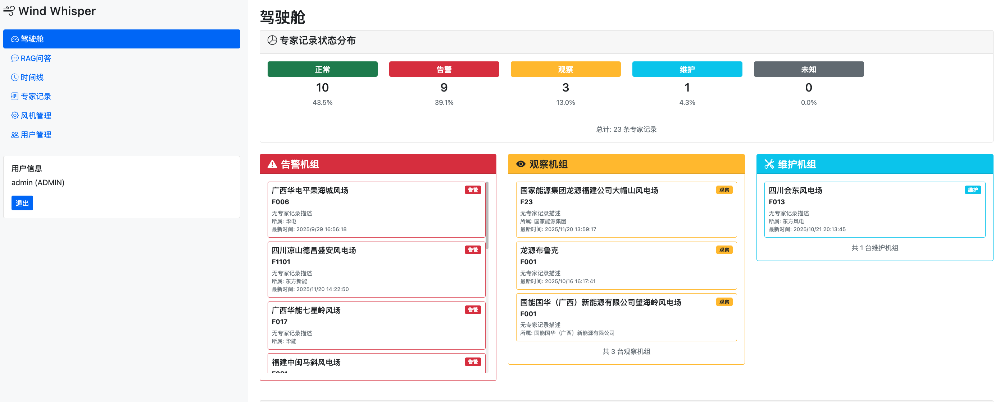 Wind Whisper
驾驶舱
RAG问答
时间线
专家记录
风机管理
用户管理
用户信息
admin (ADMIN)
退出
驾驶舱
专家记录状态分布
正常
10
43.5%
告警
9
39.1%
观察
3
13.0%
维护
1
4.3%
未知
0
0.0%
总计: 23 条专家记录
告警机组
广西华电平果海城风场 告警
F006
无专家记录描述
所属: 华电
最新时间: 2025/9/29 16:56:18
四川凉山德昌盛安风电场 告警
F1101
无专家记录描述
所属: 东方新能
最新时间: 2025/11/20 14:22:50
广西华能七星岭风场 告警
F017
无专家记录描述
所属: 华能
福建中闽马斜风电场 告警
观察机组
国家能源集团龙源福建公司大帽山风电场 观察
F23
无专家记录描述
所属: 国家能源集团
最新时间: 2025/11/20 13:59:17
龙源布鲁克 观察
F001
无专家记录描述
最新时间: 2025/10/16 16:17:41
国能国华（广西）新能源有限公司望海岭风电场 观察
F001
无专家记录描述
所属: 国能国华（广西）新能源有限公司
共 3 台观察机组
维护机组
四川会东风电场 维护
F013
无专家记录描述
所属: 东方风电
最新时间: 2025/10/21 20:13:45
共 1 台维护机组